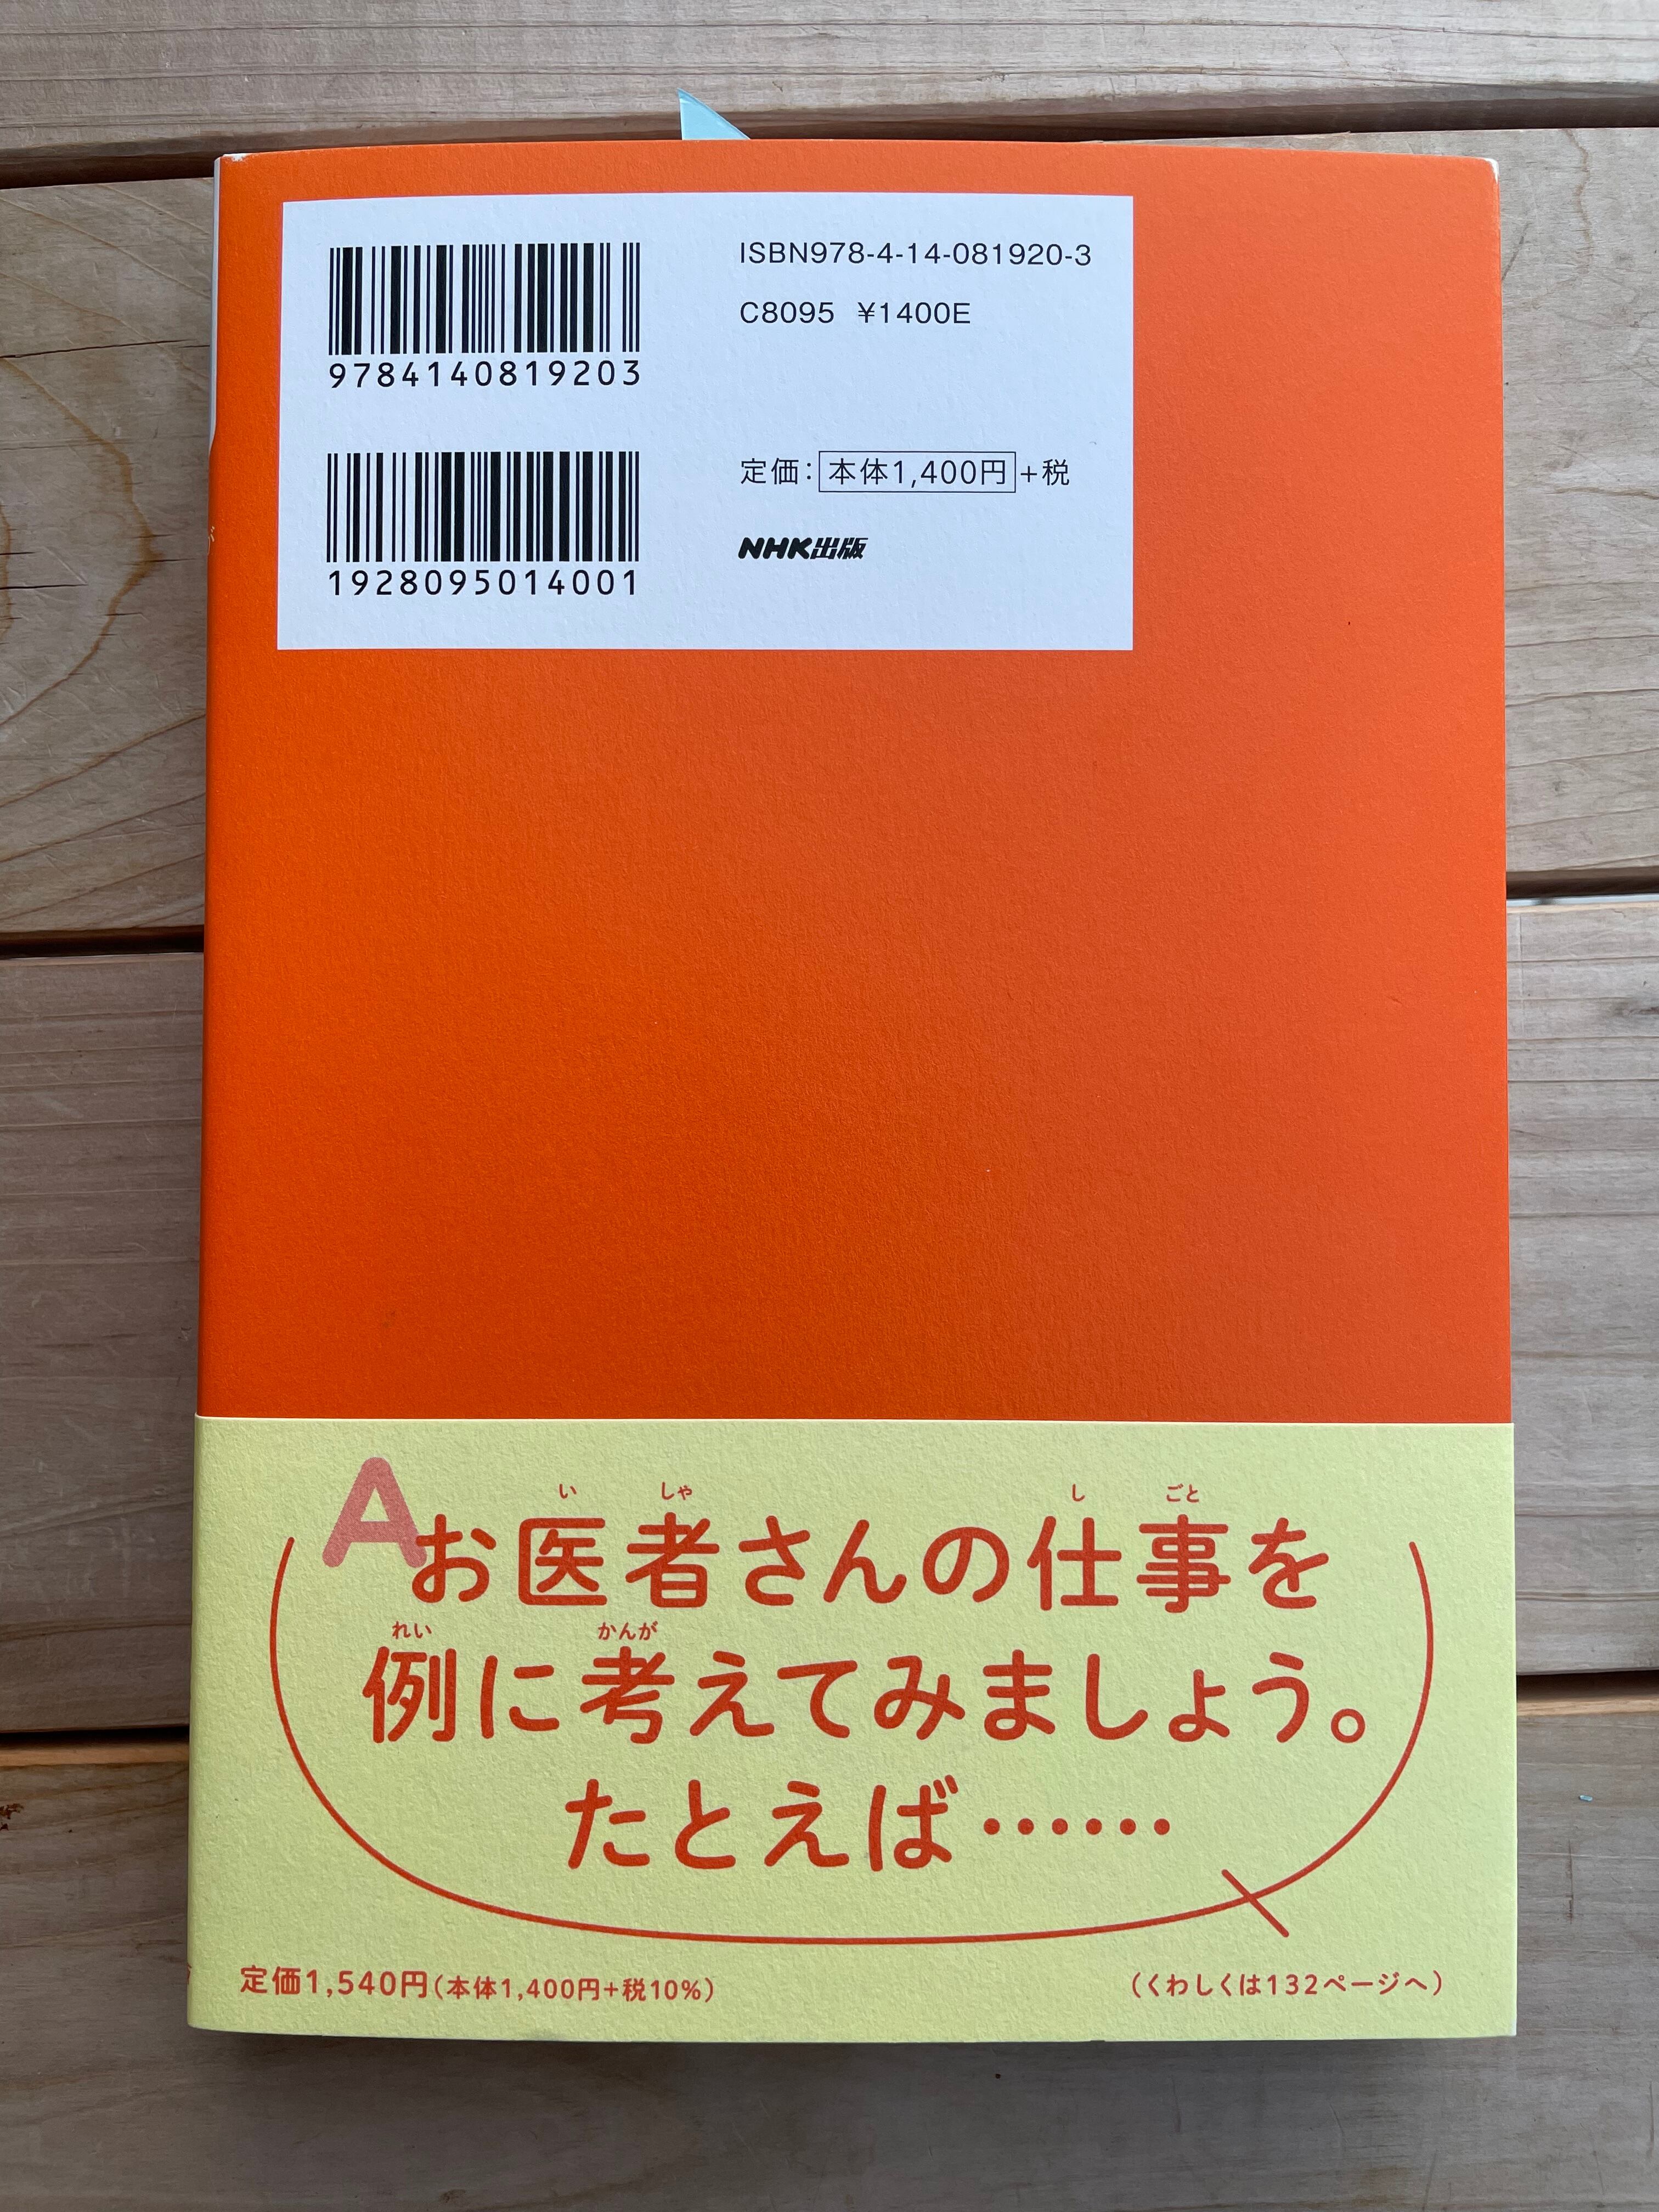 ISBN978-4-14-081920-3
C8095 ¥1400E
9784140819203
定価：本体1,400円+税
NHK出版
1928095014001
A
い しゃ し ごと
お医者さんの仕事を
れい かんが
例に考えてみましょう。
たとえば……
定価1,540円(本体1,400円+税10%)
(くわしくは132ページへ)